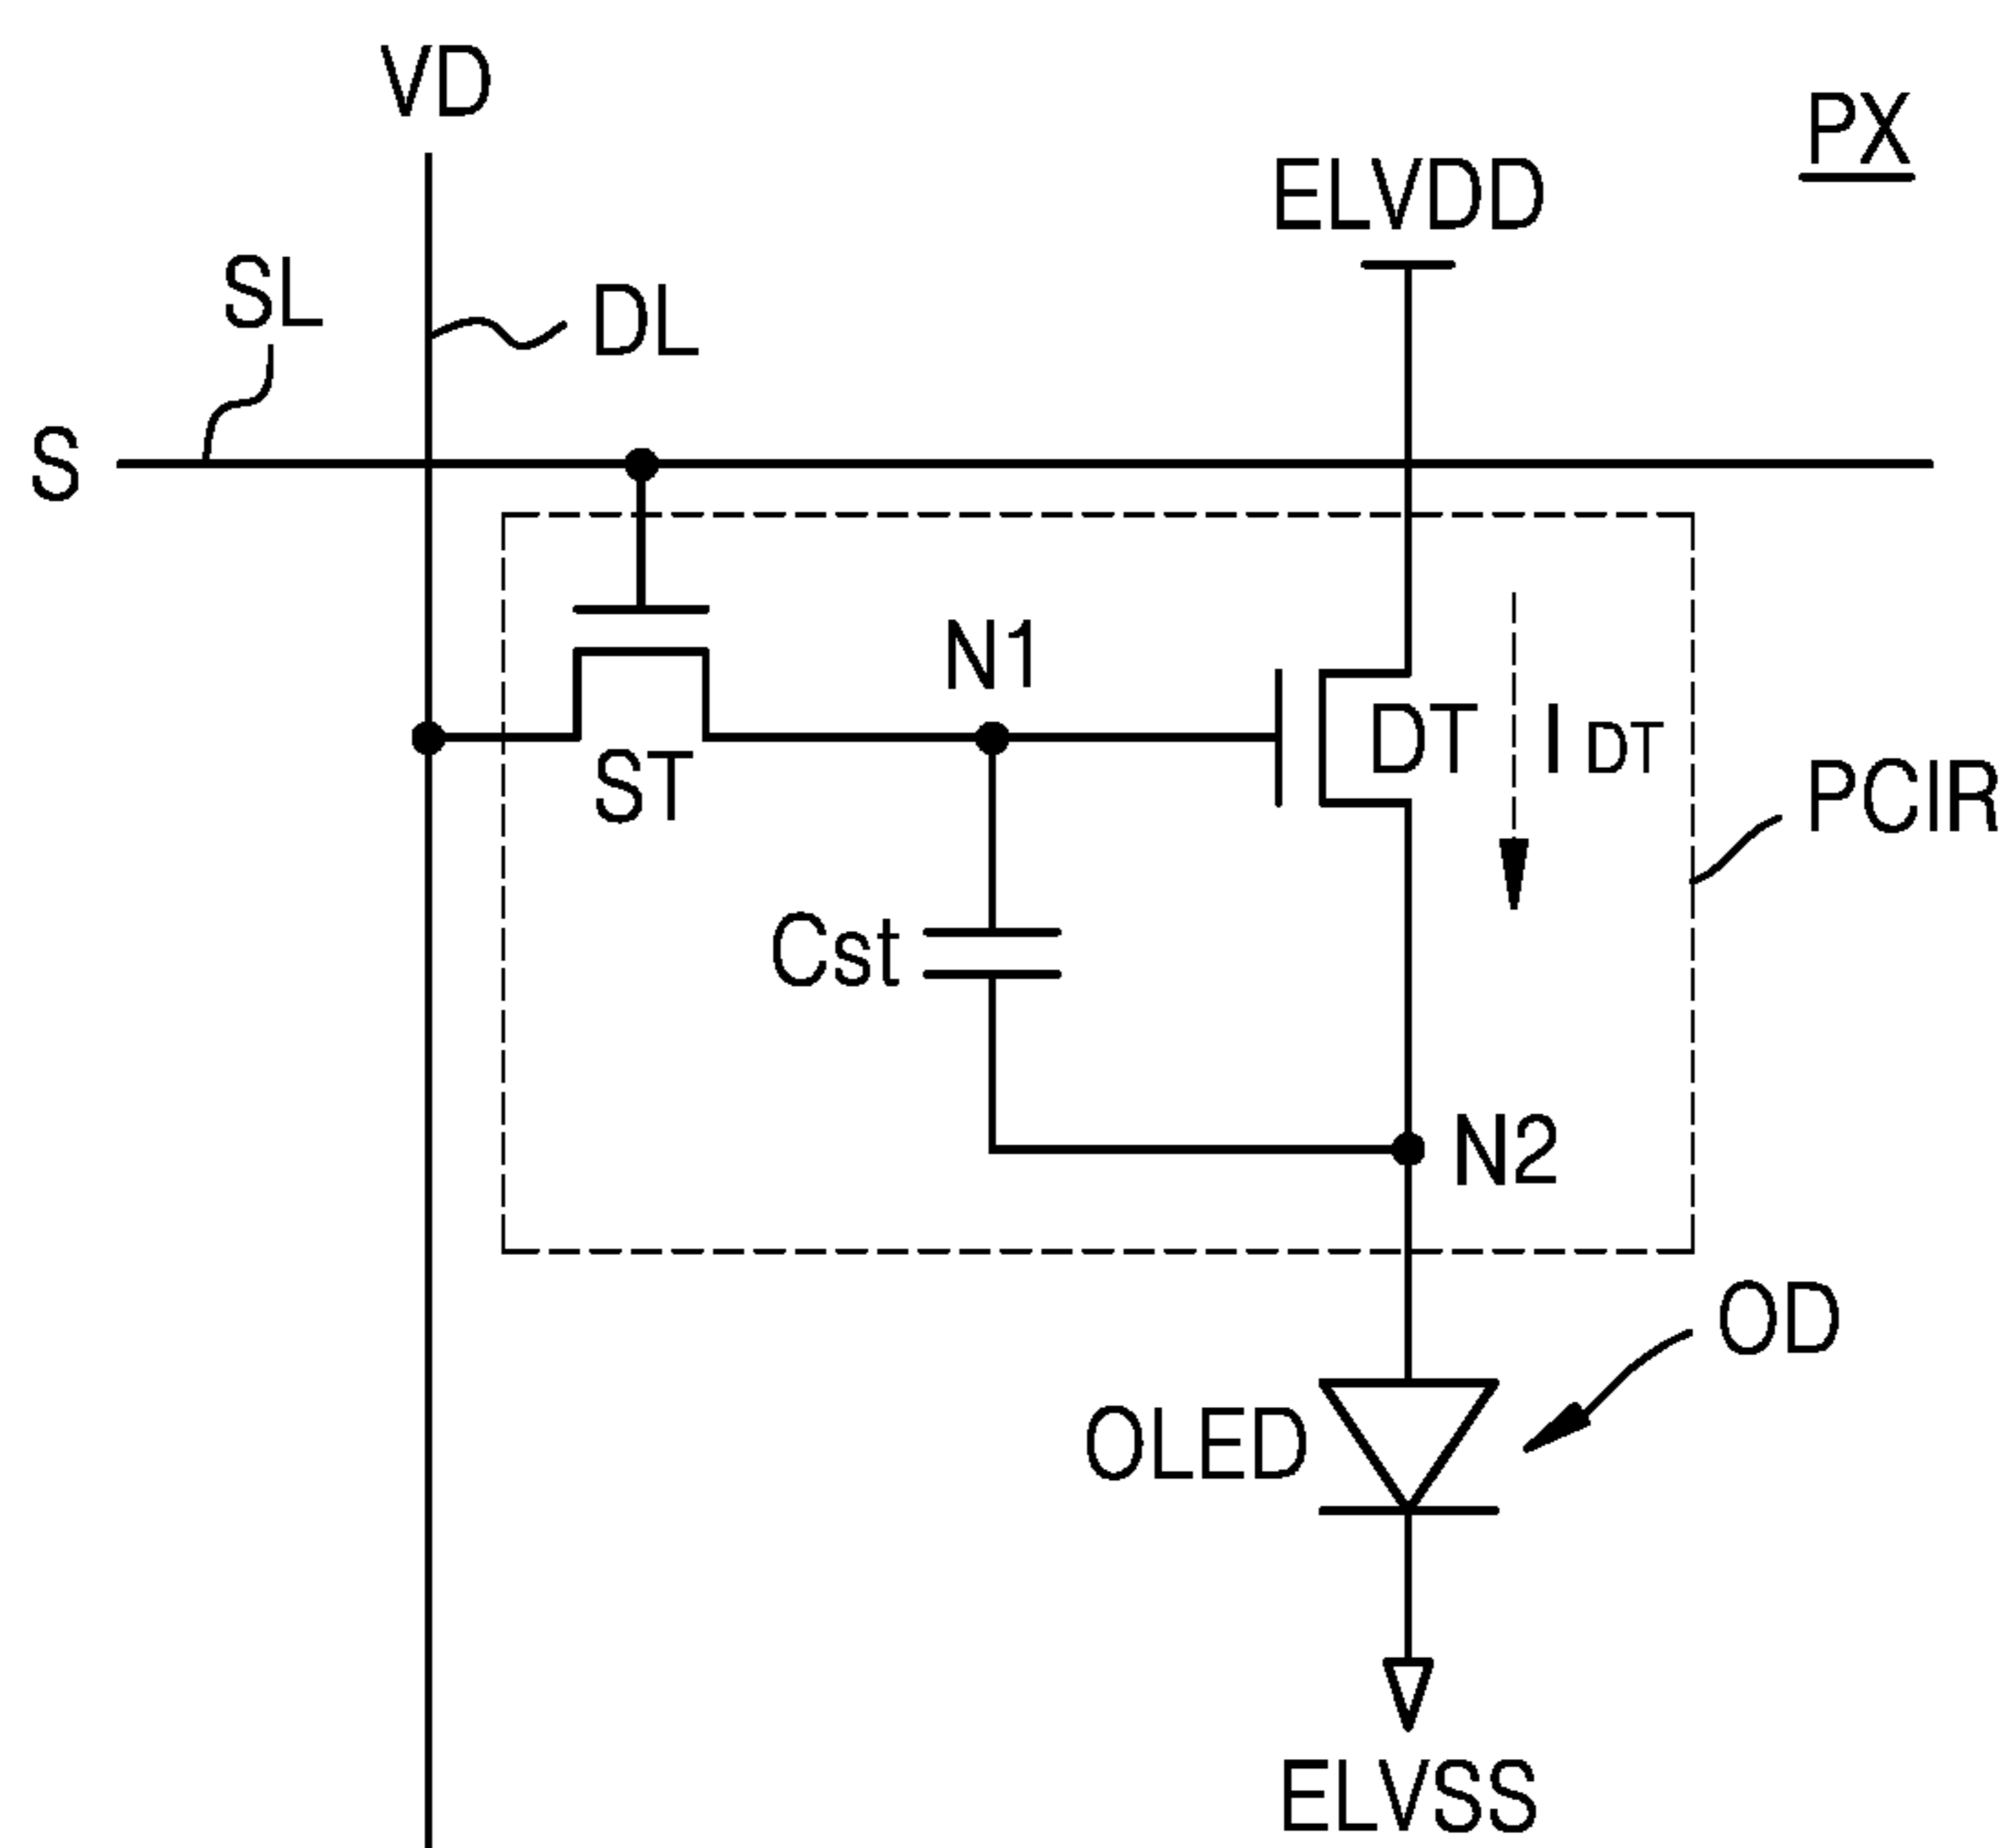 VD
PX
ELVDD
SL
DL
S
N1
DT
I DT
ST
PCIR
Cst
N2
OD
OLED
ELVSS